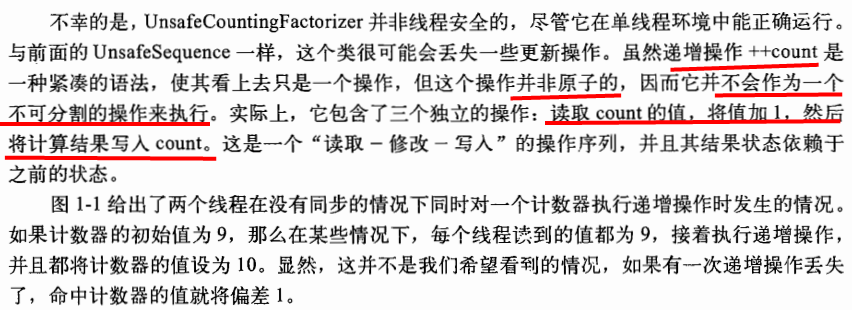 不幸的是，UnsafeCountingFactorizer 并非线程安全的，尽管它在单线程环境中能正确运行。
与前面的 UnsafeSequence 一样，这个类很可能会丢失一些更新操作。虽然递增操作 ++count 是
一种紧凑的语法，使其看上去只是一个操作，但这个操作并非原子的，因而它并不会作为一个
不可分割的操作来执行。实际上，它包含了三个独立的操作：读取 count 的值，将值加 1，然后
将计算结果写入 count。这是一个“读取－修改－写入”的操作序列，并且其结果状态依赖于
之前的状态。
图 1-1 给出了两个线程在没有同步的情况下同时对一个计数器执行递增操作时发生的情况。
如果计数器的初始值为 9，那么在某些情况下，每个线程读到的值都为 9，接着执行递增操作，
并且都将计数器的值设为 10。显然，这并不是我们希望看到的情况，如果有一次递增操作丢失
了，命中计数器的值就将偏差 1。